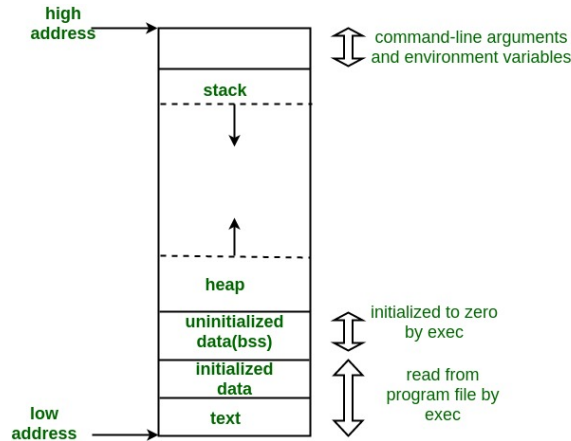 high
address
command-line arguments
and environment variables
stack
heap
uninitialized
data(bss)
initialized to zero
by exec
initialized
data
read from
program file by
exec
text
low
address